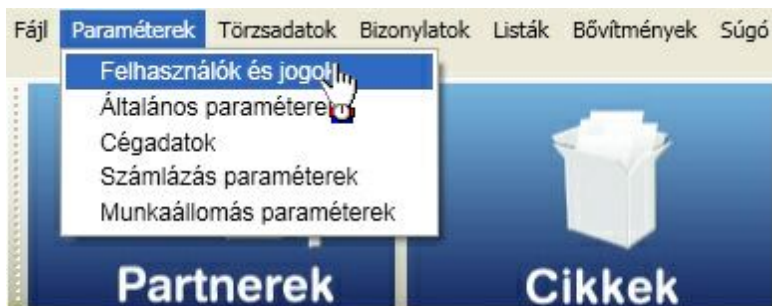 Fájl Paraméterek Törzsadatok Bizonylatok Listák Bővítmények Súgó
Felhasználók és jogok
Általános paraméterek
Cégadatok
Számlázás paraméterek
Munkaállomás paraméterek
Partnerek Cikkek